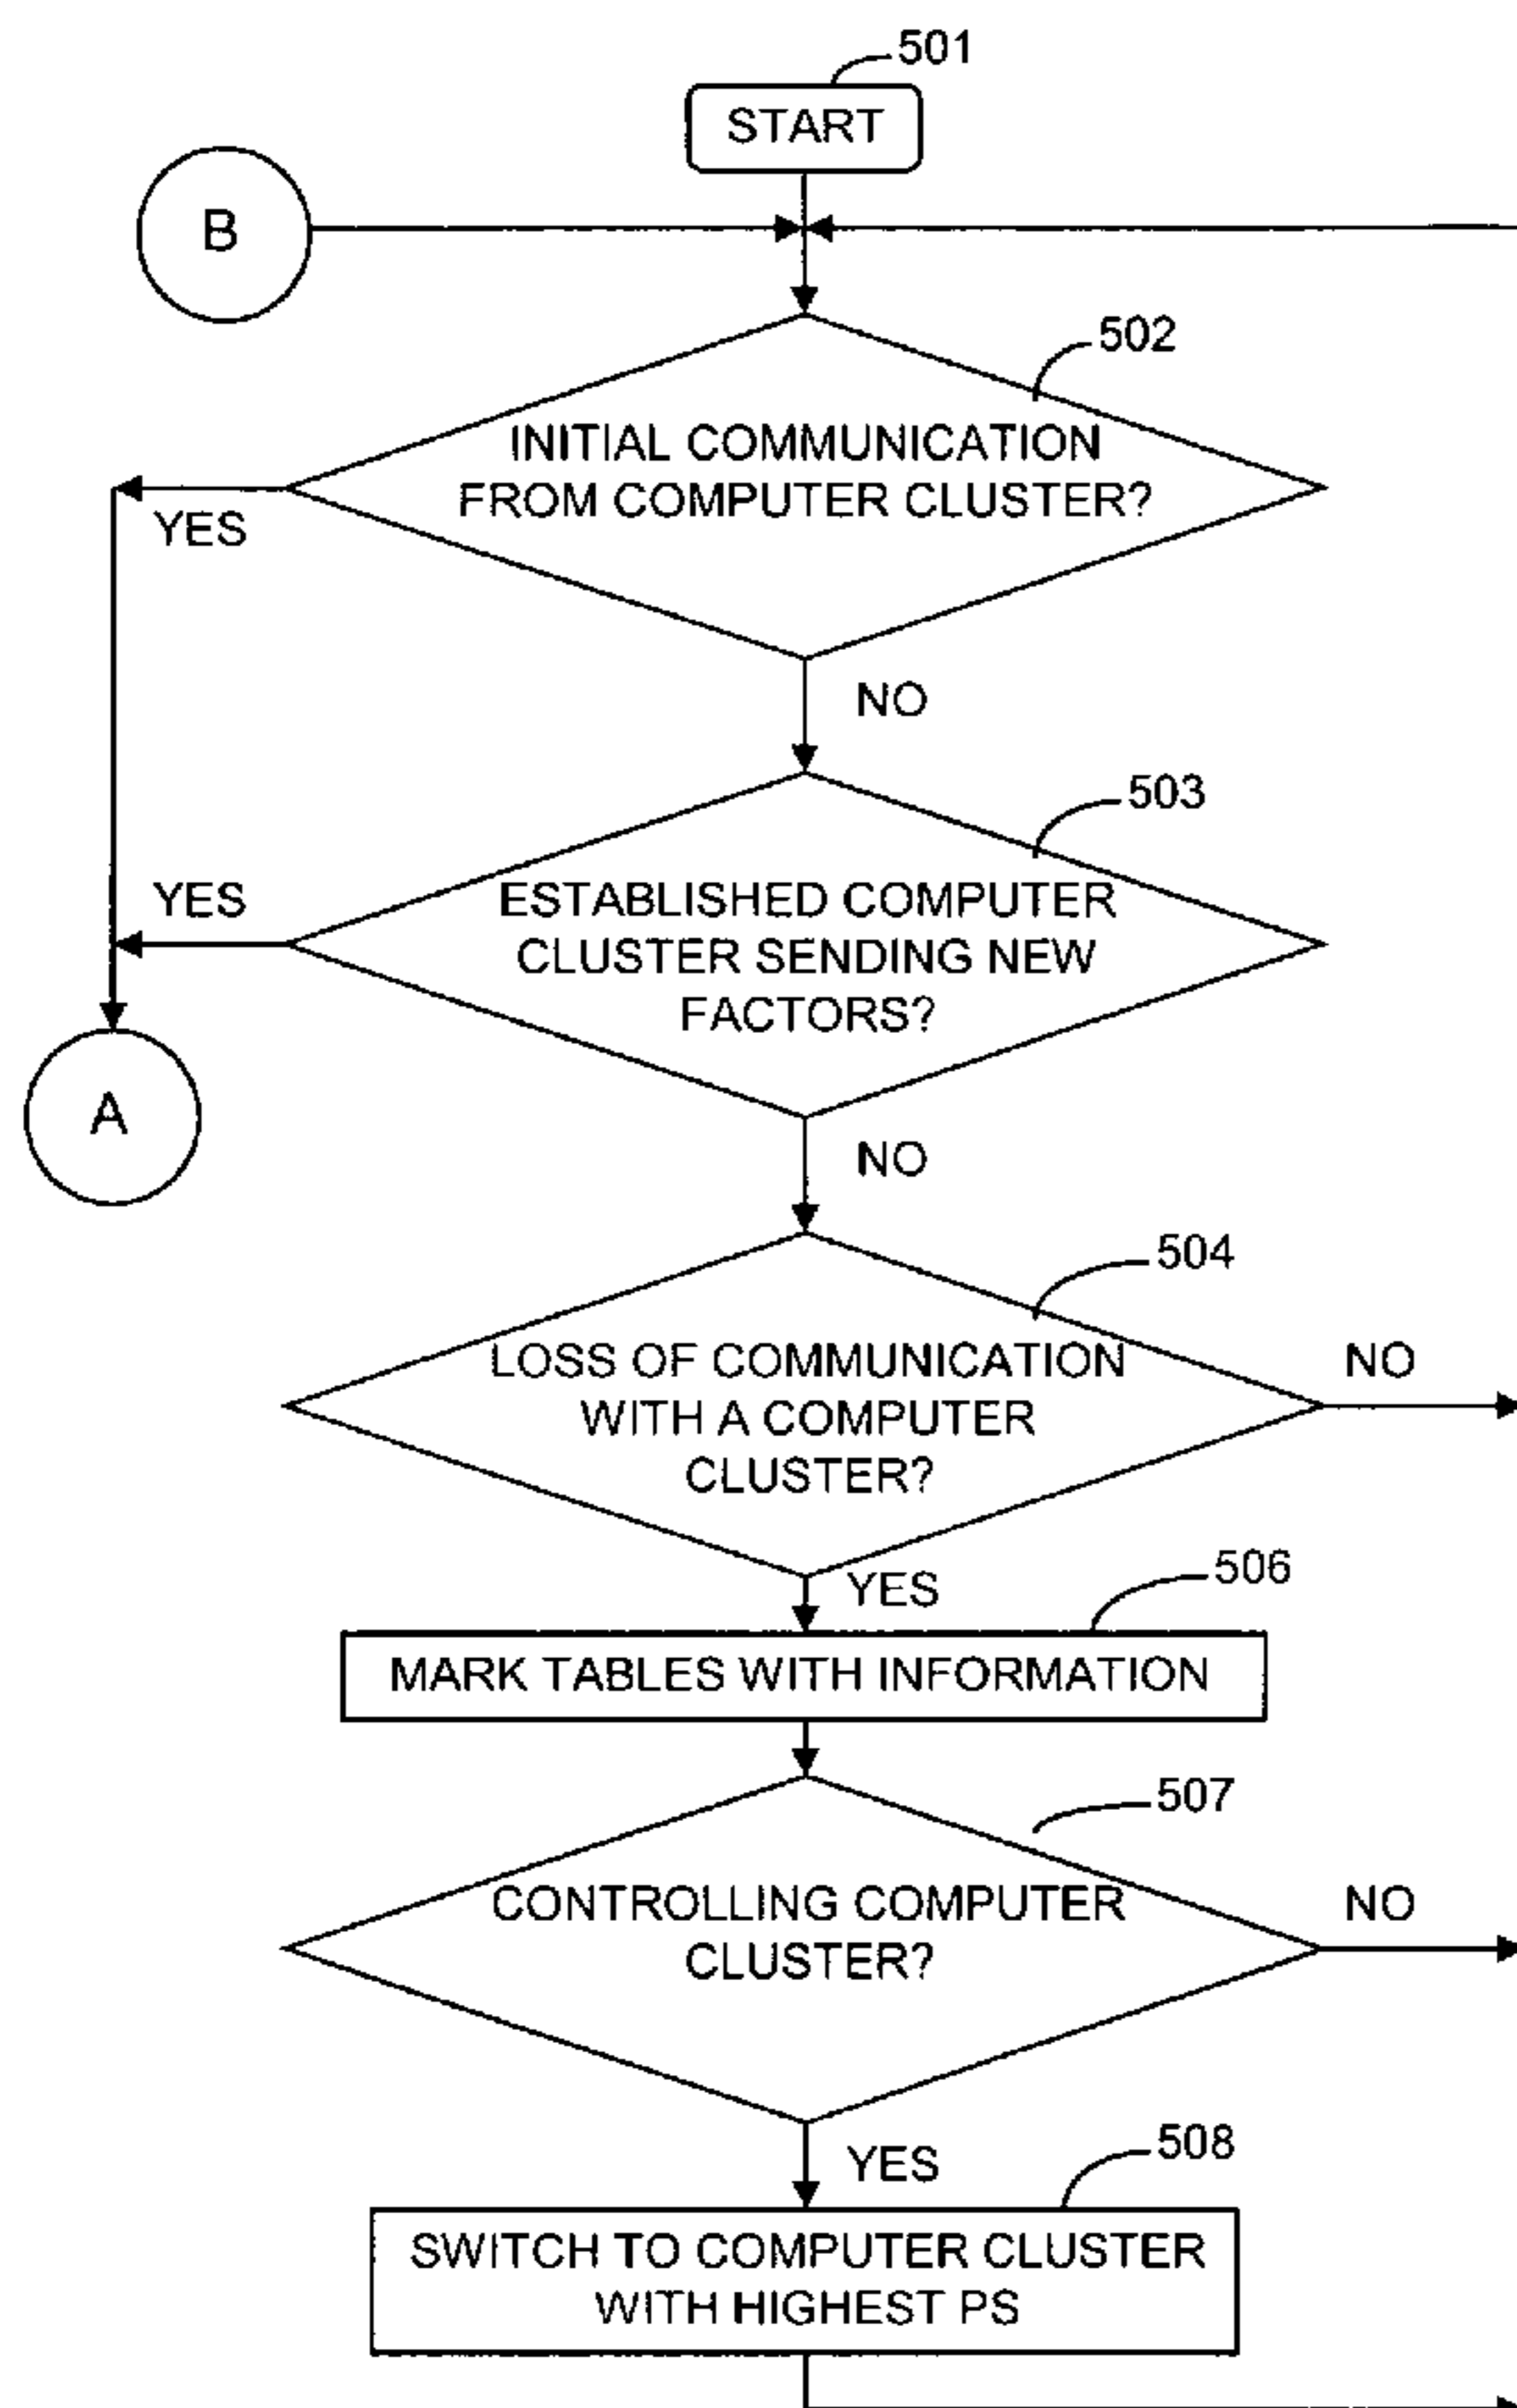 501
START
B
502
INITIAL COMMUNICATION
FROM COMPUTER CLUSTER?
YES
NO
503
YES
ESTABLISHED COMPUTER
CLUSTER SENDING NEW
FACTORS?
A
NO
504
LOSS OF COMMUNICATION
WITH A COMPUTER
CLUSTER?
NO
YES
506
MARK TABLES WITH INFORMATION
507
CONTROLLING COMPUTER
CLUSTER?
NO
YES
508
SWITCH TO COMPUTER CLUSTER
WITH HIGHEST PS